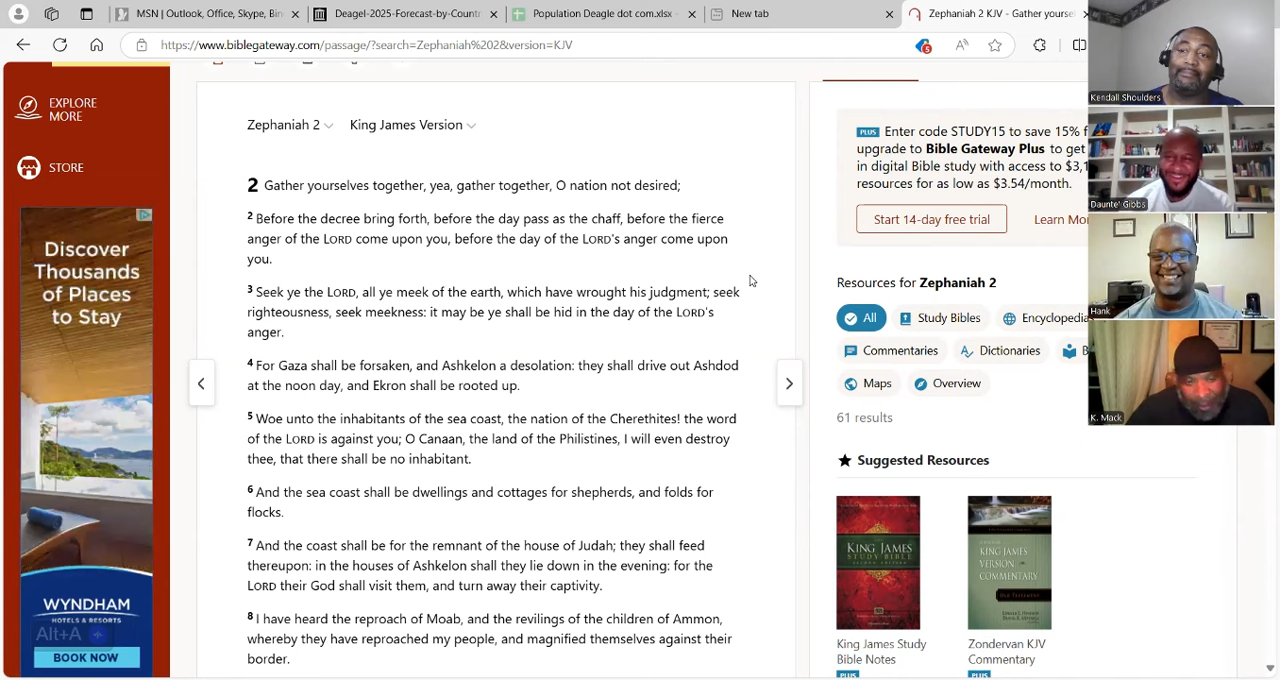 MSN | Outlook, Office, Skype, Bin
Deagel-2025-Forecast-by-Countr
Population Deagle dot com.xlsx -
New tab
Zephaniah 2 KJV - Gather yoursel
https://www.biblegateway.com/passage/?search=Zephaniah%202&version=KJV
5
EXPLORE
MORE
STORE
Discover
Thousands
of Places
to Stay
WYNDHAM
HOTELS & RESORTS
Alt+A
BOOK NOW
Zephaniah 2
King James Version
2 Gather yourselves together, yea, gather together, O nation not desired;
2 Before the decree bring forth, before the day pass as the chaff, before the fierce
anger of the LORD come upon you, before the day of the LORD's anger come upon
you.
3 Seek ye the LORD, all ye meek of the earth, which have wrought his judgment; seek
righteousness, seek meekness: it may be ye shall be hid in the day of the LORD's
anger.
4 For Gaza shall be forsaken, and Ashkelon a desolation: they shall drive out Ashdod
at the noon day, and Ekron shall be rooted up.
5 Woe unto the inhabitants of the sea coast, the nation of the Cherethites! the word
of the LORD is against you; O Canaan, the land of the Philistines, I will even destroy
thee, that there shall be no inhabitant.
6 And the sea coast shall be dwellings and cottages for shepherds, and folds for
flocks.
7 And the coast shall be for the remnant of the house of Judah; they shall feed
thereupon: in the houses of Ashkelon shall they lie down in the evening: for the
LORD their God shall visit them, and turn away their captivity.
8 I have heard the reproach of Moab, and the revilings of the children of Ammon,
whereby they have reproached my people, and magnified themselves against their
border.
PLUS Enter code STUDY15 to save 15% f
upgrade to Bible Gateway Plus to get
in digital Bible study with access to $3,1
resources for as low as $3.54/month.
Start 14-day free trial
Learn Mo
Resources for Zephaniah 2
All
Study Bibles
Encyclopedia
Commentaries
Dictionaries
B
Maps
Overview
61 results
Suggested Resources
KING JAMES
STUDY BIBLE
KING JAMES
VERSION
COMMENTARY
King James Study
Bible Notes
PLUS
Zondervan KJV
Commentary
PLUS
Kendall Shoulders
Daunte' Gibbs
Hank
K. Mack